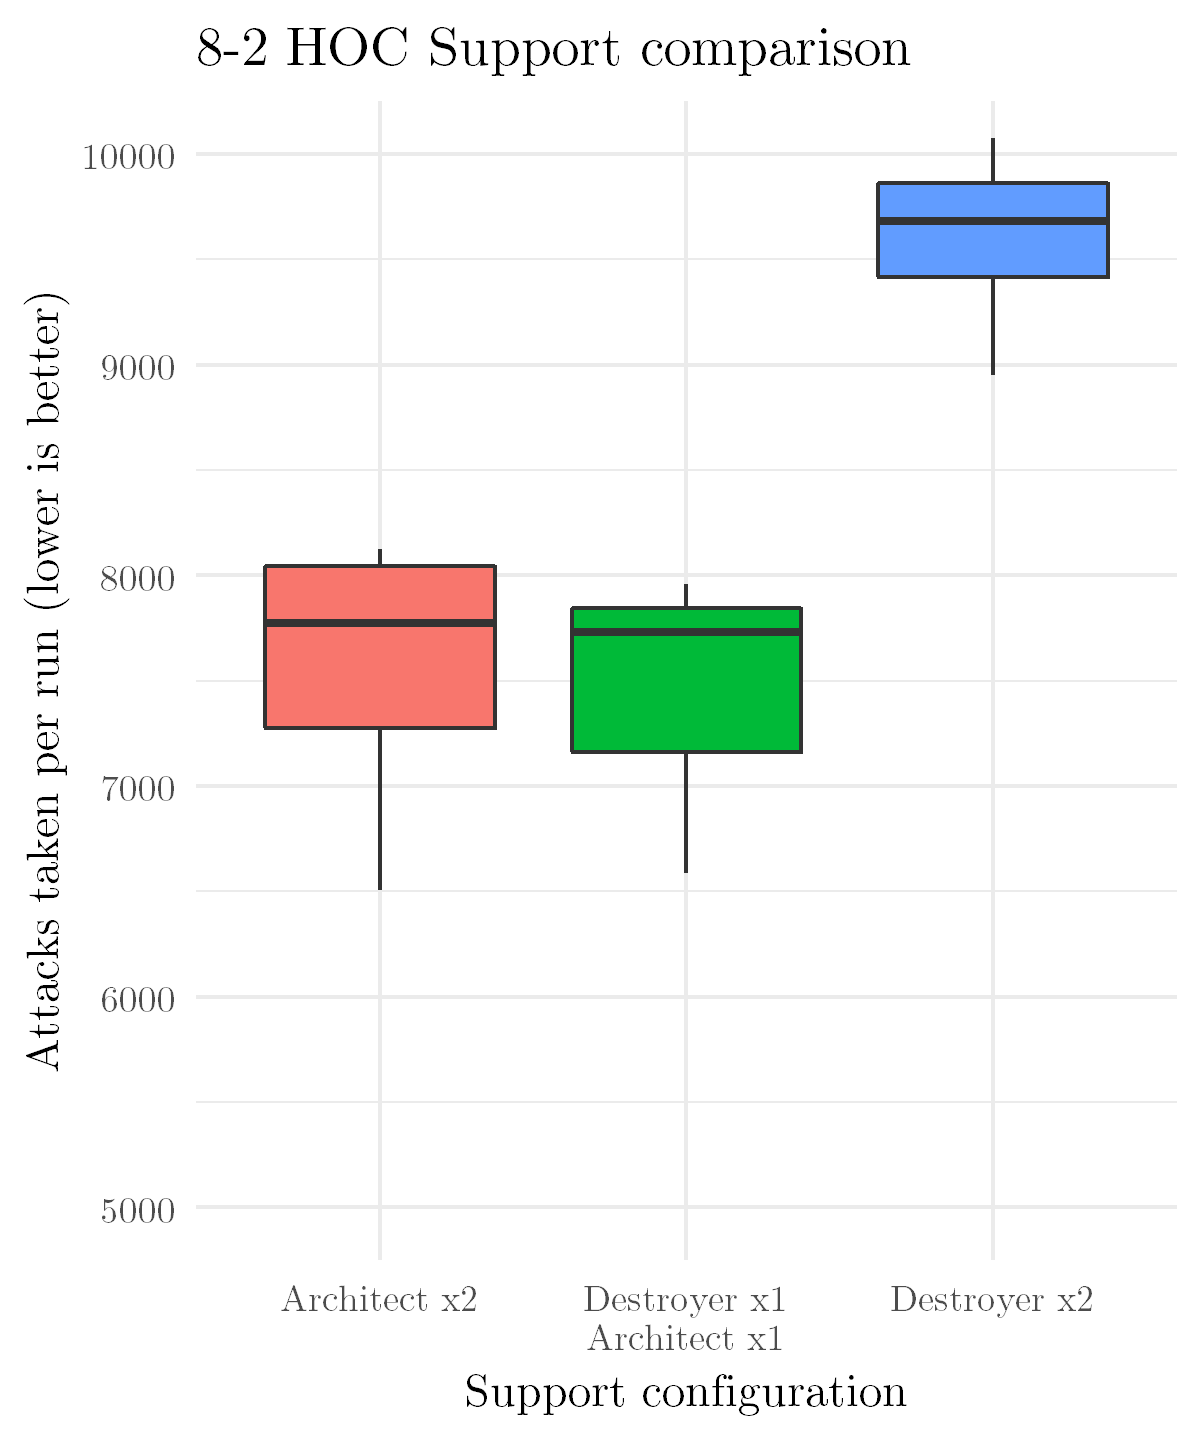 8-2 HOC Support comparison
Attacks taken per run (lower is better)
10000
9000
8000
7000
6000
5000
Architect x2
Destroyer x1
Architect x1
Destroyer x2
Support configuration